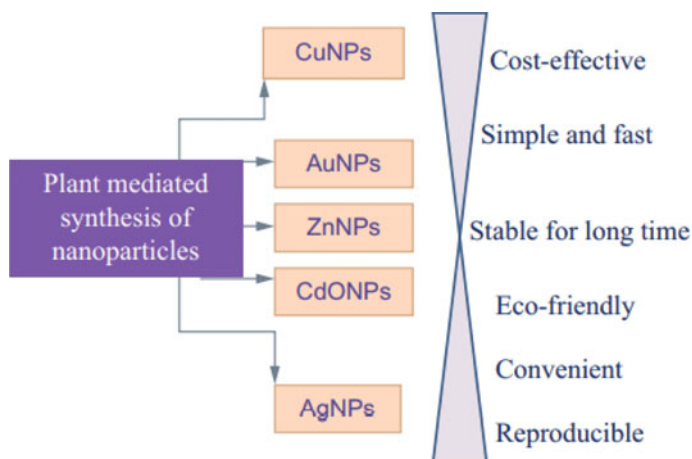 Plant mediated
synthesis of
nanoparticles
CuNPs
AuNPs
ZnNPs
CdONPs
AgNPs
Cost-effective
Simple and fast
Stable for long time
Eco-friendly
Convenient
Reproducible